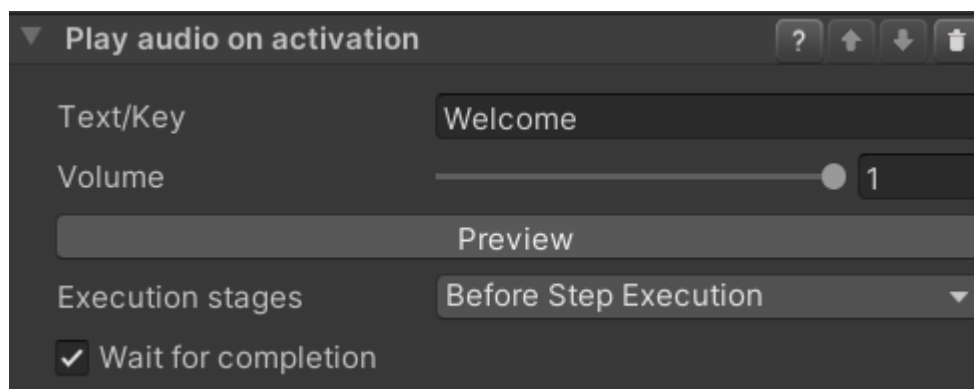 Play audio on activation ?
Text/Key Welcome
Volume 1
Preview
Execution stages Before Step Execution
Wait for completion